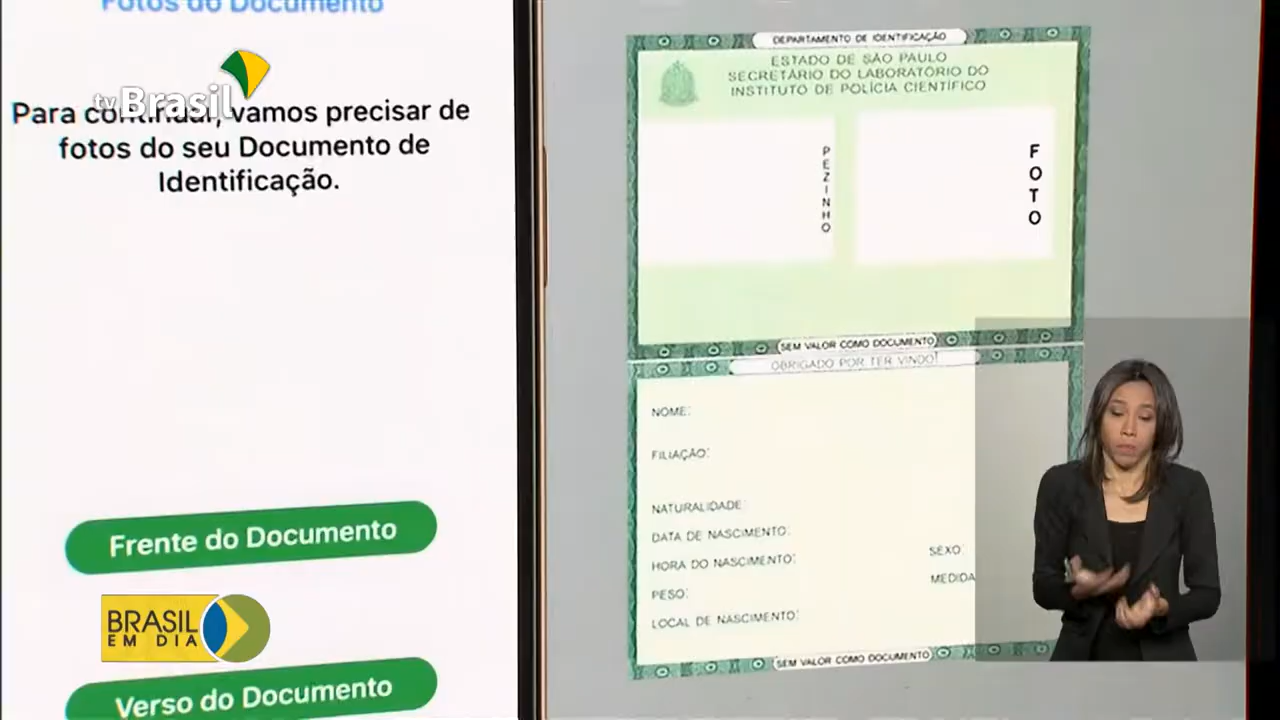 Fotos do Documento
tv Brasil
Para continuar, vamos precisar de
fotos do seu Documento de
Identificação.
Frente do Documento
BRASIL
EM DIA
Verso do Documento
DEPARTAMENTO DE IDENTIFICAÇÃO
ESTADO DE SÃO PAULO
SECRETÁRIO DO LABORATÓRIO DO
INSTITUTO DE POLÍCIA CIENTÍFICO
PEZINHO
FOTO
SEM VALOR COMO DOCUMENTO
OBRIGADO POR TER VINDO!
NOME:
FILIAÇÃO:
NATURALIDADE:
DATA DE NASCIMENTO:
HORA DO NASCIMENTO:
SEXO:
PESO:
MEDIDA
LOCAL DE NASCIMENTO:
SEM VALOR COMO DOCUMENTO